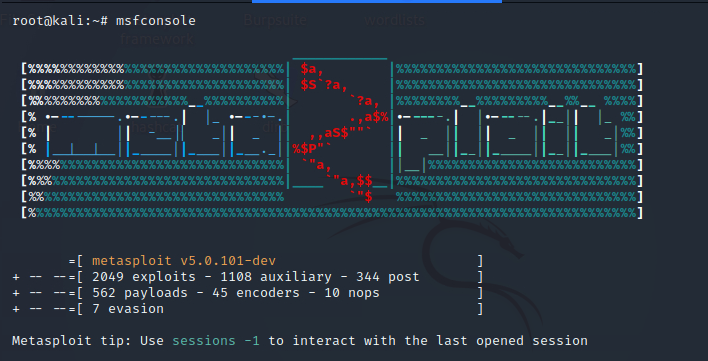 root@kali:~# msfconsole
metasploit
=[ metasploit v5.0.101-dev ]
+ -- --=[ 2049 exploits - 1108 auxiliary - 344 post ]
+ -- --=[ 562 payloads - 45 encoders - 10 nops ]
+ -- --=[ 7 evasion ]
Metasploit tip: Use sessions -1 to interact with the last opened session